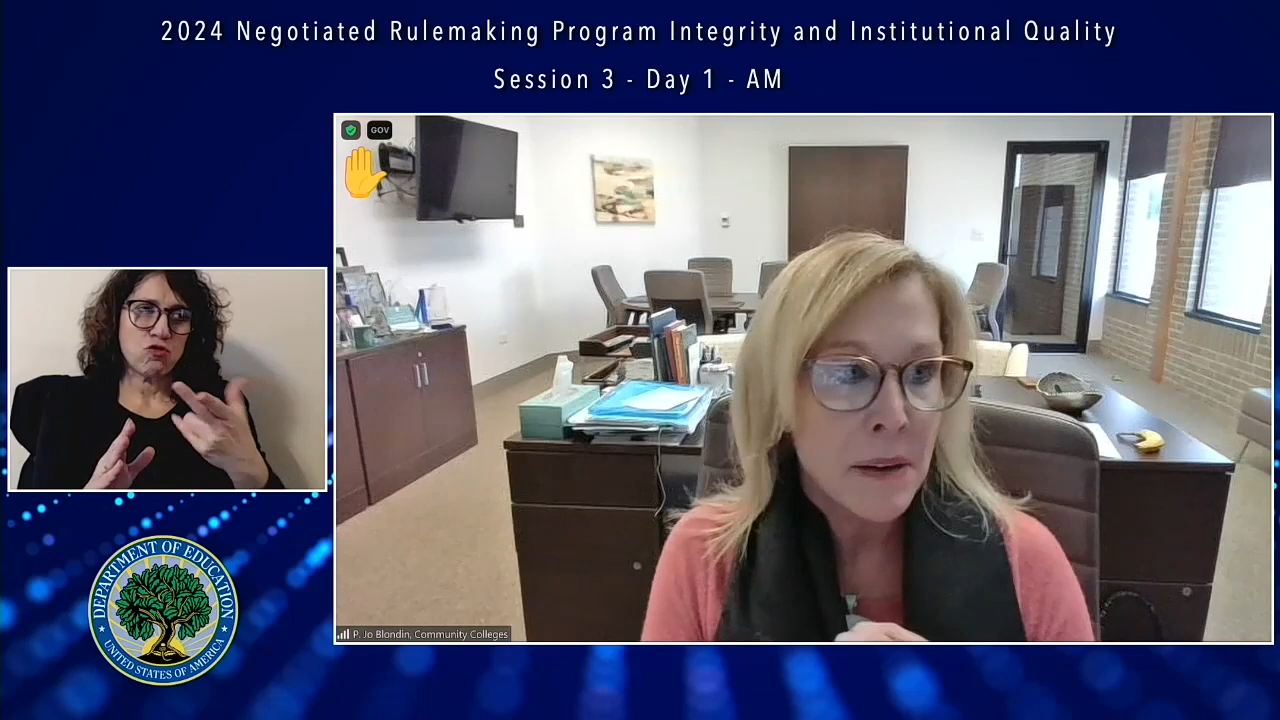 2024 Negotiated Rulemaking Program Integrity and Institutional Quality
Session 3 - Day 1 - AM
GOV
P. Jo Blondin, Community Colleges
DEPARTMENT OF EDUCATION
UNITED STATES OF AMERICA